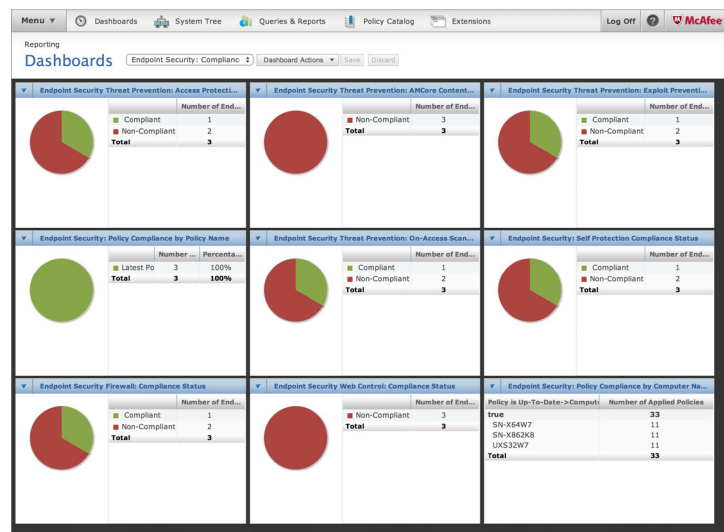 Menu ▼ Dashboards System Tree Queries & Reports Policy Catalog Extensions Log Off ? McAfee
Reporting
Dashboards Endpoint Security: Complianc Dashboard Actions ▼ Save Discard
Endpoint Security Threat Prevention: Access Protecti...
Number of End...
Compliant 1
Non-Compliant 2
Total 3
Endpoint Security Threat Prevention: AMCore Content...
Number of End...
Non-Compliant 3
Total 3
Endpoint Security Threat Prevention: Exploit Preventi...
Number of End...
Compliant 1
Non-Compliant 2
Total 3
Endpoint Security: Policy Compliance by Policy Name
Number ... Percenta...
Latest Po 3 100%
Total 3 100%
Endpoint Security Threat Prevention: On-Access Scan...
Number of End...
Compliant 1
Non-Compliant 2
Total 3
Endpoint Security: Self Protection Compliance Status
Number of End...
Compliant 1
Non-Compliant 2
Total 3
Endpoint Security Firewall: Compliance Status
Number of End...
Compliant 1
Non-Compliant 2
Total 3
Endpoint Security Web Control: Compliance Status
Number of End...
Non-Compliant 3
Total 3
Endpoint Security: Policy Compliance by Computer Na...
Policy is Up-To-Date->Comput Number of Applied Policies
true 33
SN-X64W7 11
SN-X862K8 11
UXS32W7 11
Total 33